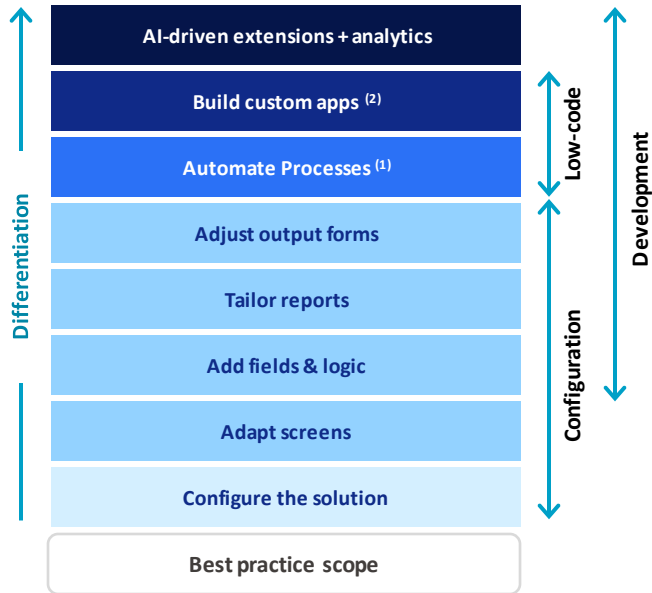 AI-driven extensions + analytics
Build custom apps (2)
Automate Processes (1)
Adjust output forms
Tailor reports
Add fields & logic
Adapt screens
Configure the solution
Best practice scope
Differentiation
Low-code
Configuration
Development